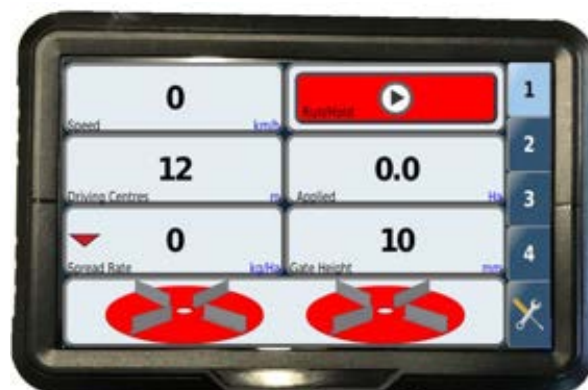 0
Speed km/h
Run/Hold
1
12
Driving Centres m
0.0
Applied Ha
2
3
0
Spread Rate kg/Ha
10
Gate Height mm
4